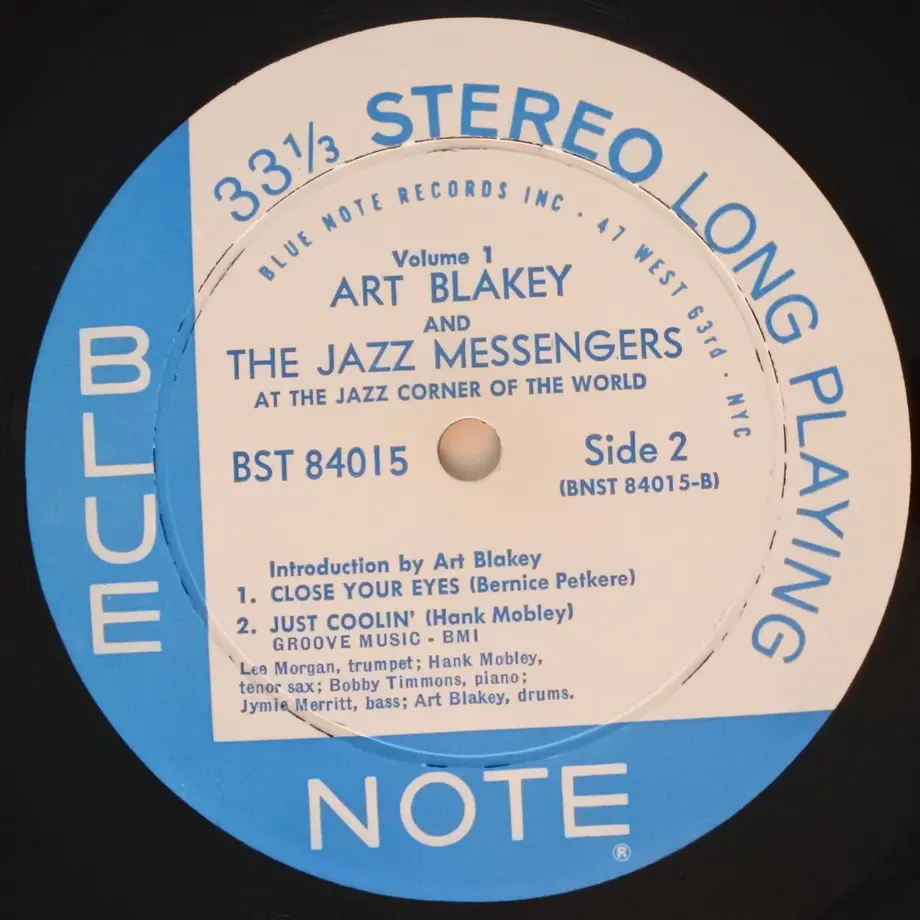 33⅓ STEREO LONG PLAYING
BLUE NOTE RECORDS INC · 47 WEST 63rd · NYC
Volume 1
ART BLAKEY
AND
THE JAZZ MESSENGERS
AT THE JAZZ CORNER OF THE WORLD
BST 84015
Side 2
(BNST 84015-B)
Introduction by Art Blakey
1. CLOSE YOUR EYES (Bernice Petkere)
2. JUST COOLIN' (Hank Mobley)
GROOVE MUSIC - BMI
Lee Morgan, trumpet; Hank Mobley,
tenor sax; Bobby Timmons, piano;
Jymie Merritt, bass; Art Blakey, drums.
BLUE
NOTE
®